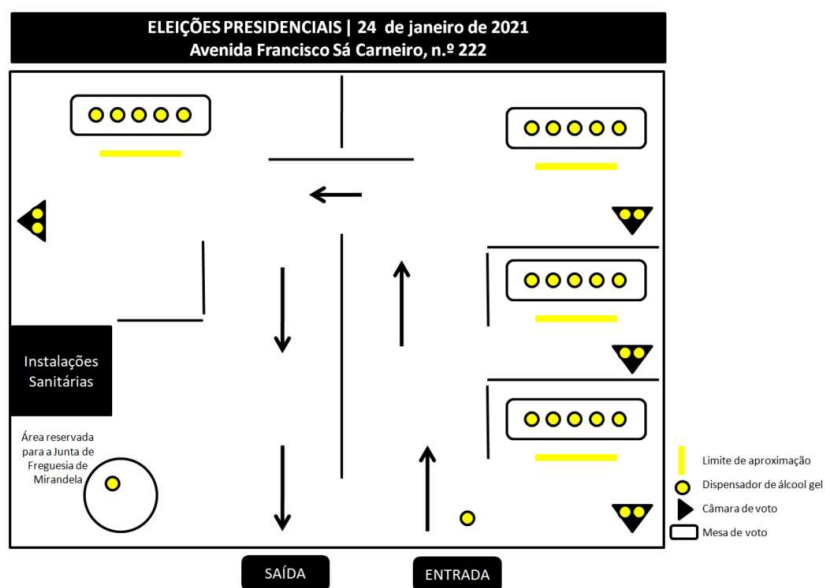 ELEIÇÕES PRESIDENCIAIS | 24 de janeiro de 2021
Avenida Francisco Sá Carneiro, n.º 222
Instalações
Sanitárias
Área reservada
para a Junta de
Freguesia de
Mirandela
Limite de aproximação
Dispensador de álcool gel
Câmara de voto
Mesa de voto
SAÍDA
ENTRADA